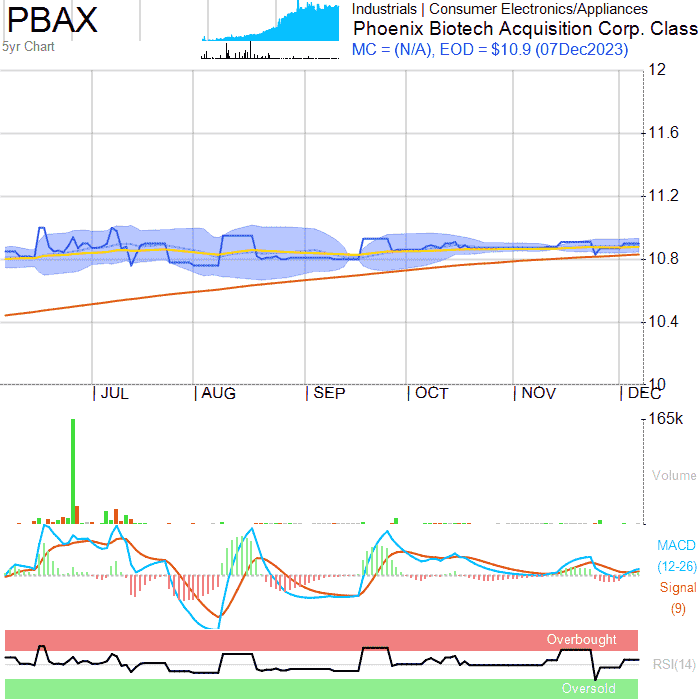 PBAX
5yr Chart
Industrials | Consumer Electronics/Appliances
Phoenix Biotech Acquisition Corp. Class
MC = (N/A), EOD = $10.9 (07Dec2023)
12
11.6
11.2
10.8
10.4
10
JUL AUG SEP OCT NOV DEC
165k
Volume
MACD
(12-26)
Signal
(9)
Overbought
RSI(14)
Oversold